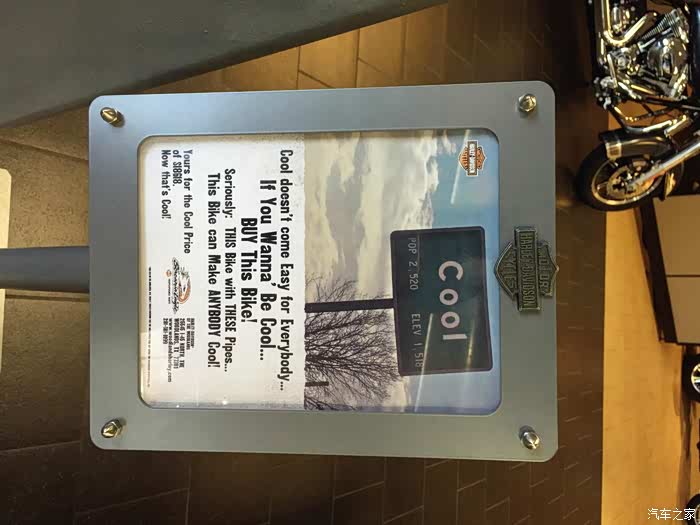 HARLEY-DAVIDSON
Cool
POP 2,520 ELEV 1,518
Cool doesn't come Easy for Everybody...
If You Wanna' Be Cool...
BUY This Bike!
Seriously: THIS Bike with THESE Pipes...
This Bike can Make ANYBODY Cool!
Yours for the Cool Price
of $18818.
Now that's Cool!
汽车之家